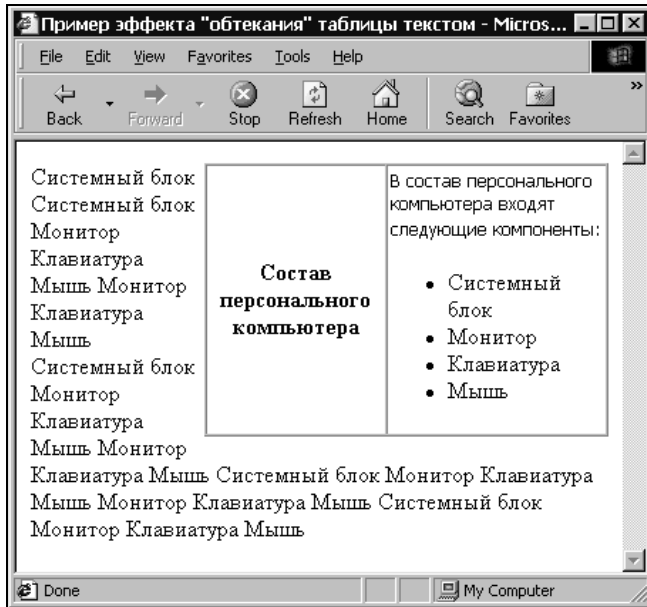 Пример эффекта "обтекания" таблицы текстом - Micros...
File Edit View Favorites Tools Help
Back Forward Stop Refresh Home Search Favorites »
Системный блок
Системный блок
Монитор
Клавиатура
Мышь Монитор
Клавиатура
Мышь
Системный блок
Монитор
Клавиатура
Мышь Монитор
Состав
персонального
компьютера
В состав персонального
компьютера входят
следующие компоненты:
• Системный
блок
• Монитор
• Клавиатура
• Мышь
Клавиатура Мышь Системный блок Монитор Клавиатура
Мышь Монитор Клавиатура Мышь Системный блок
Монитор Клавиатура Мышь
Done My Computer